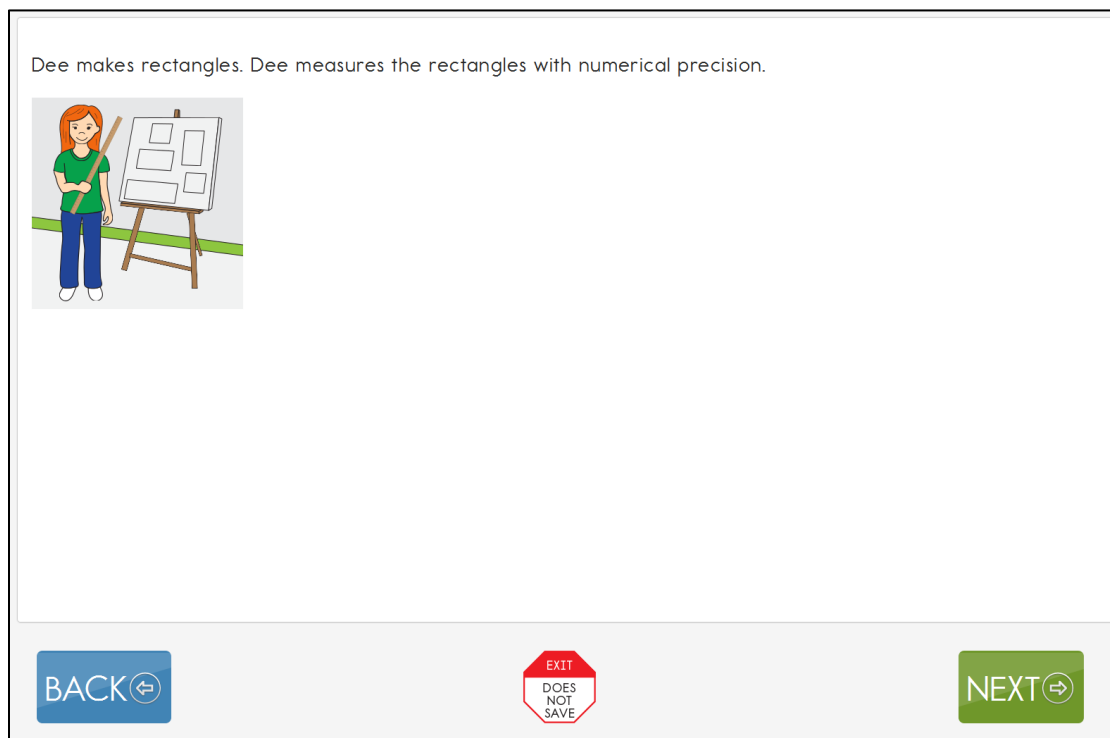 Dee makes rectangles. Dee measures the rectangles with numerical precision.
BACK
EXIT
DOES
NOT
SAVE
NEXT